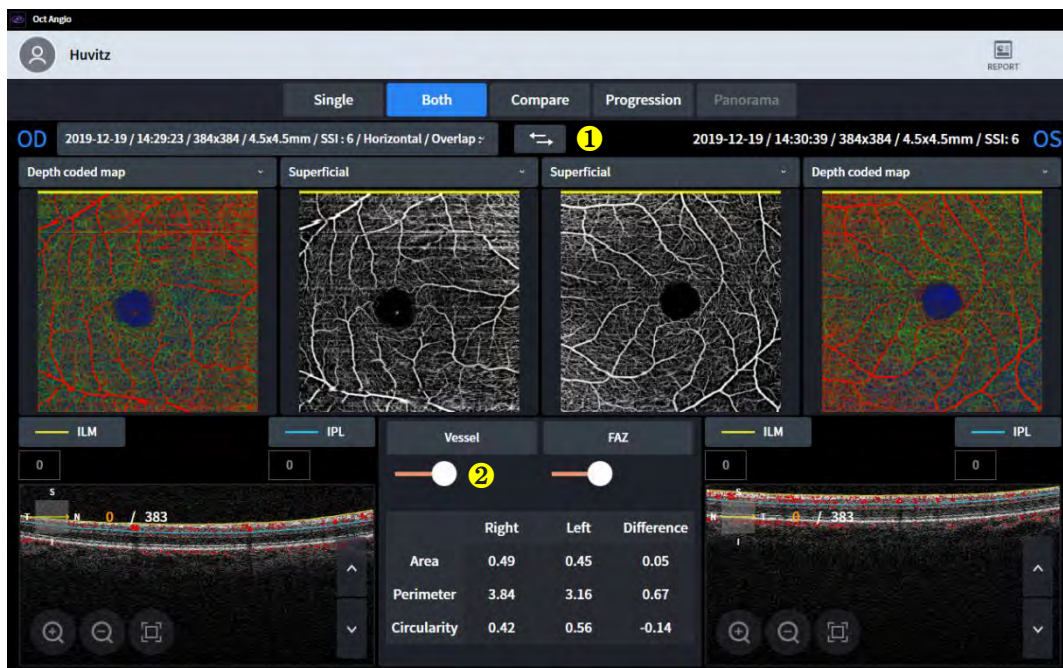 Oct Angio
Huvitz
REPORT
Single Both Compare Progression Panorama
OD 2019-12-19 / 14:29:23 / 384x384 / 4.5x4.5mm / SSI : 6 / Horizontal / Overlap : 1 2019-12-19 / 14:30:39 / 384x384 / 4.5x4.5mm / SSI: 6 OS
Depth coded map Superficial Superficial Depth coded map
ILM IPL Vessel FAZ ILM IPL
0 0 2 0 0
S
T N 0 / 383
I
S
N T 0 / 383
I
Right Left Difference
Area 0.49 0.45 0.05
Perimeter 3.84 3.16 0.67
Circularity 0.42 0.56 -0.14